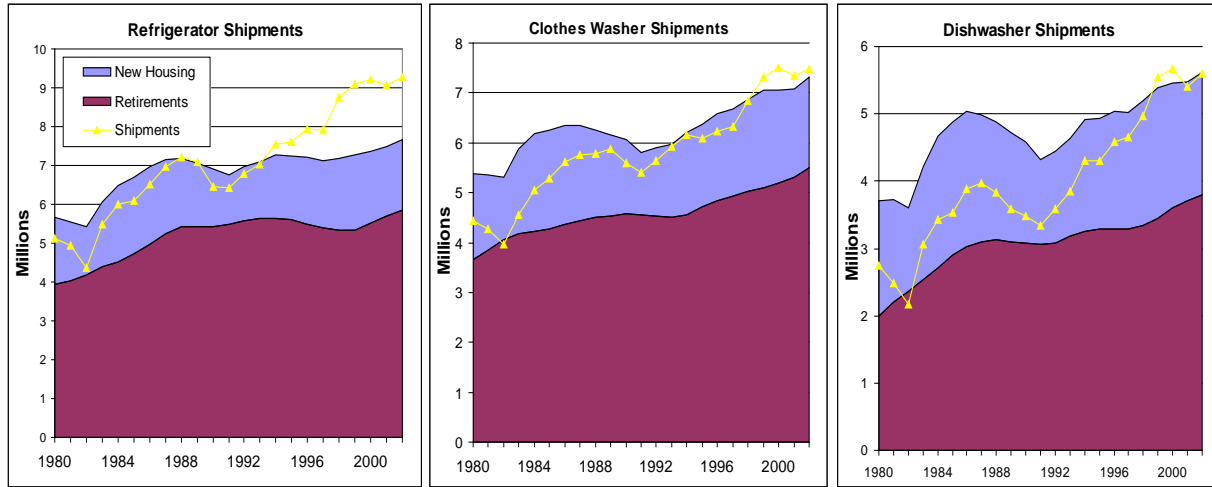 Refrigerator Shipments
10
9
8
7
6
5
4
3
2
1
0
Millions
New Housing
Retirements
Shipments
1980 1984 1988 1992 1996 2000
Clothes Washer Shipments
8
7
6
5
4
3
2
1
0
Millions
1980 1984 1988 1992 1996 2000
Dishwasher Shipments
6
5
4
3
2
1
0
Millions
1980 1984 1988 1992 1996 2000